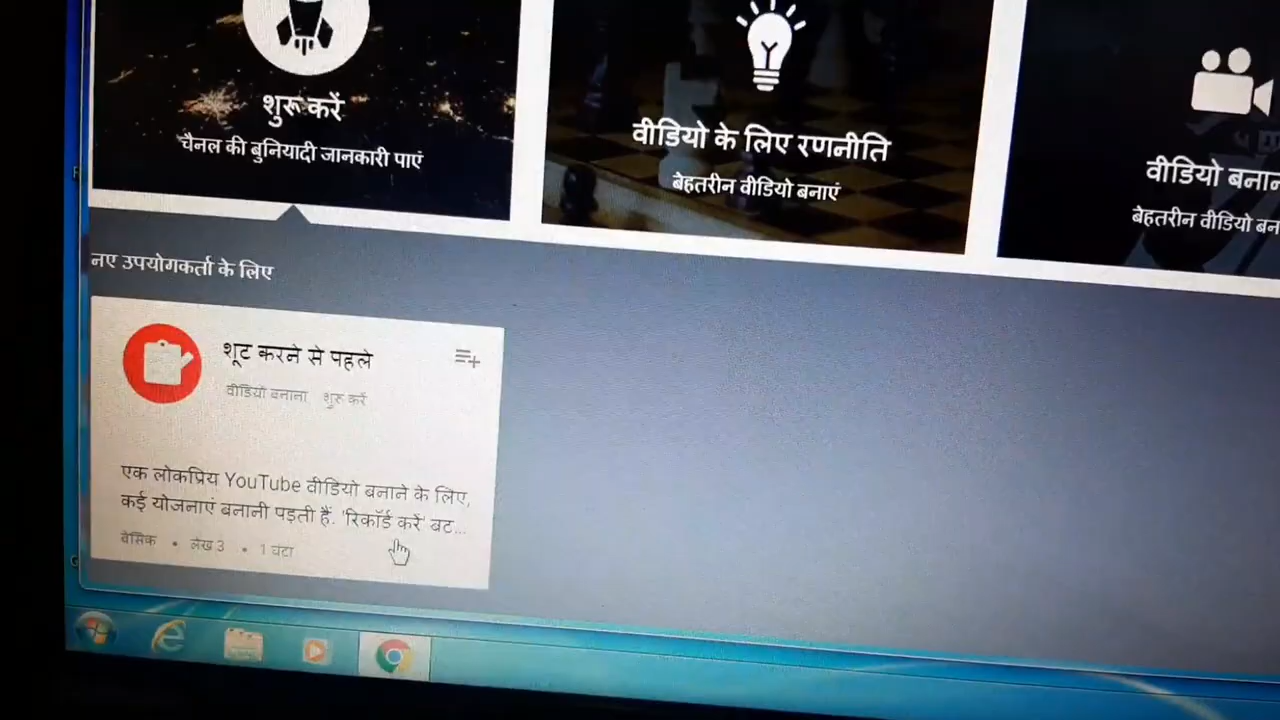 शुरू करें
चैनल की बुनियादी जानकारी पाएं
वीडियो के लिए रणनीति
बेहतरीन वीडियो बनाएं
वीडियो
बेहतरीन वीडियो
नए उपयोगकर्ता के लिए
शूट करने से पहले
वीडियो बनाना शुरू करें
एक लोकप्रिय YouTube वीडियो बनाने के लिए,
कई योजनाएं बनानी पड़ती हैं. 'रिकॉर्ड करें' बट...
बेसिक • लेख 3 • 1 घंटा